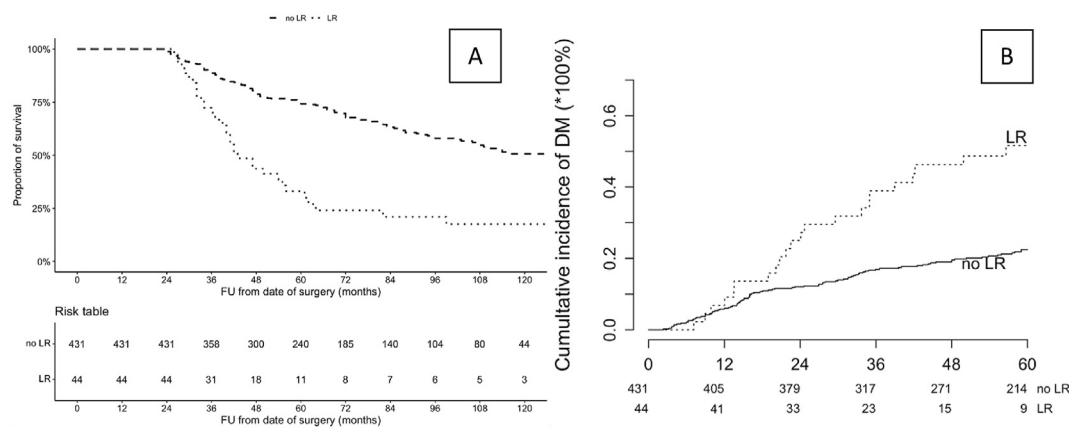 no LR LR
A
Proportion of survival
100%
75%
50%
25%
0%
0 12 24 36 48 60 72 84 96 108 120
FU from date of surgery (months)
Risk table
no LR 431 431 431 358 300 240 185 140 104 80 44
LR 44 44 44 31 18 11 8 7 6 5 3
0 12 24 36 48 60 72 84 96 108 120
FU from date of surgery (months)
B
Cumultative incidence of DM (*100%)
0.6
0.4
0.2
0.0
LR
no LR
0 12 24 36 48 60
431 405 379 317 271 214 no LR
44 41 33 23 15 9 LR